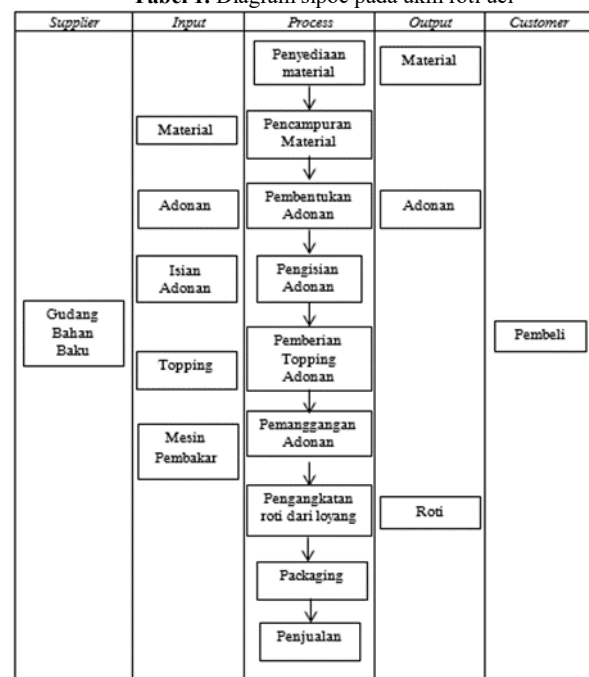 Tabel 1. Diagram sipoc pada ukm roti uci
Supplier Input Process Output Customer
Penyediaan
material
Material
Material
Pencampuran
Material
Adonan
Pembentukan
Adonan
Adonan
Isian
Adonan
Pengisian
Adonan
Gudang
Bahan
Baku
Topping
Pemberian
Topping
Adonan
Pembeli
Mesin
Pembakar
Pemanggangan
Adonan
Pengangkatan
roti dari loyang
Roti
Packaging
Penjualan